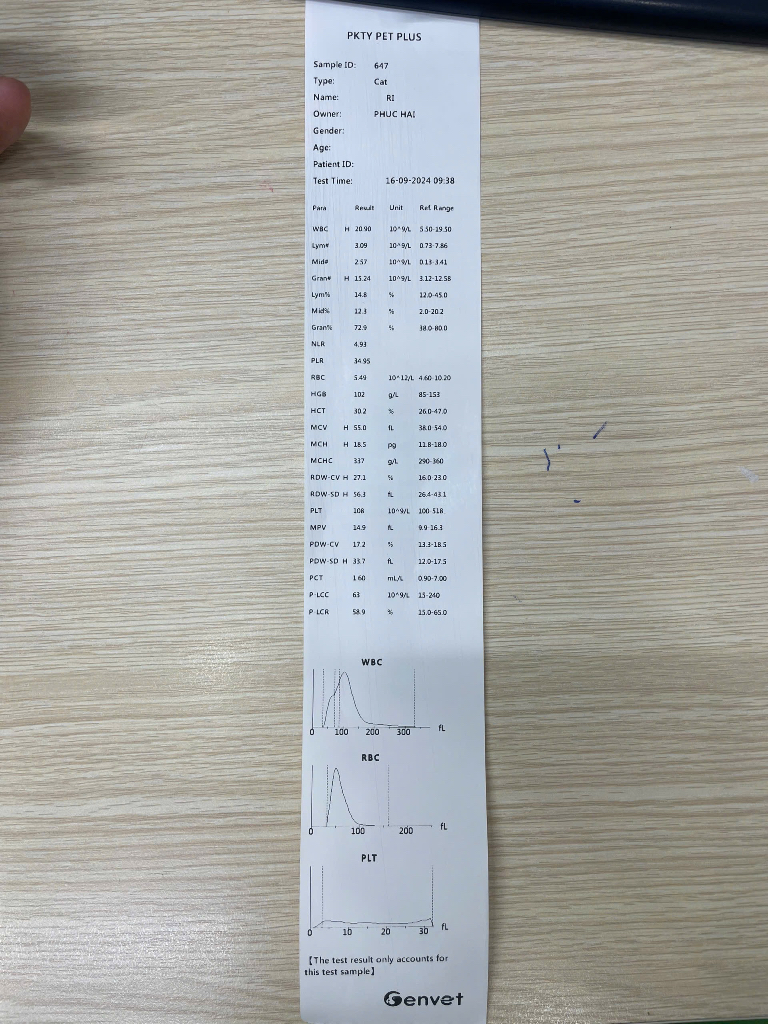 PKTY PET PLUS
Sample ID: 647
Type: Cat
Name: RI
Owner: PHUC HAI
Gender:
Age:
Patient ID:
Test Time: 16-09-2024 09:38
Para Result Unit Ref. Range
WBC H 20.90 10^9/L 5.50-19.50
Lym# 3.09 10^9/L 0.73-7.86
Mid# 2.57 10^9/L 0.13-3.41
Gran# H 15.24 10^9/L 3.12-12.58
Lym% 14.8 % 12.0-45.0
Mid% 12.3 % 2.0-20.2
Gran% 72.9 % 38.0-80.0
NLR 4.93
PLR 34.95
RBC 5.49 10^12/L 4.60-10.20
HGB 102 g/L 85-153
HCT 30.2 % 26.0-47.0
MCV H 55.0 fL 38.0-54.0
MCH H 18.5 pg 11.8-18.0
MCHC 337 g/L 290-360
RDW-CV H 27.1 % 16.0-23.0
RDW-SD H 56.3 fL 26.4-43.1
PLT 108 10^9/L 100-518
MPV 14.9 fL 9.9-16.3
PDW-CV 17.2 % 13.3-18.5
PDW-SD H 33.7 fL 12.0-17.5
PCT 1.60 mL/L 0.90-7.00
P-LCC 63 10^9/L 15-240
P-LCR 58.9 % 15.0-65.0
WBC
0 100 200 300 fL
RBC
0 100 200 fL
PLT
0 10 20 30 fL
【The test result only accounts for
this test sample】
Genvet